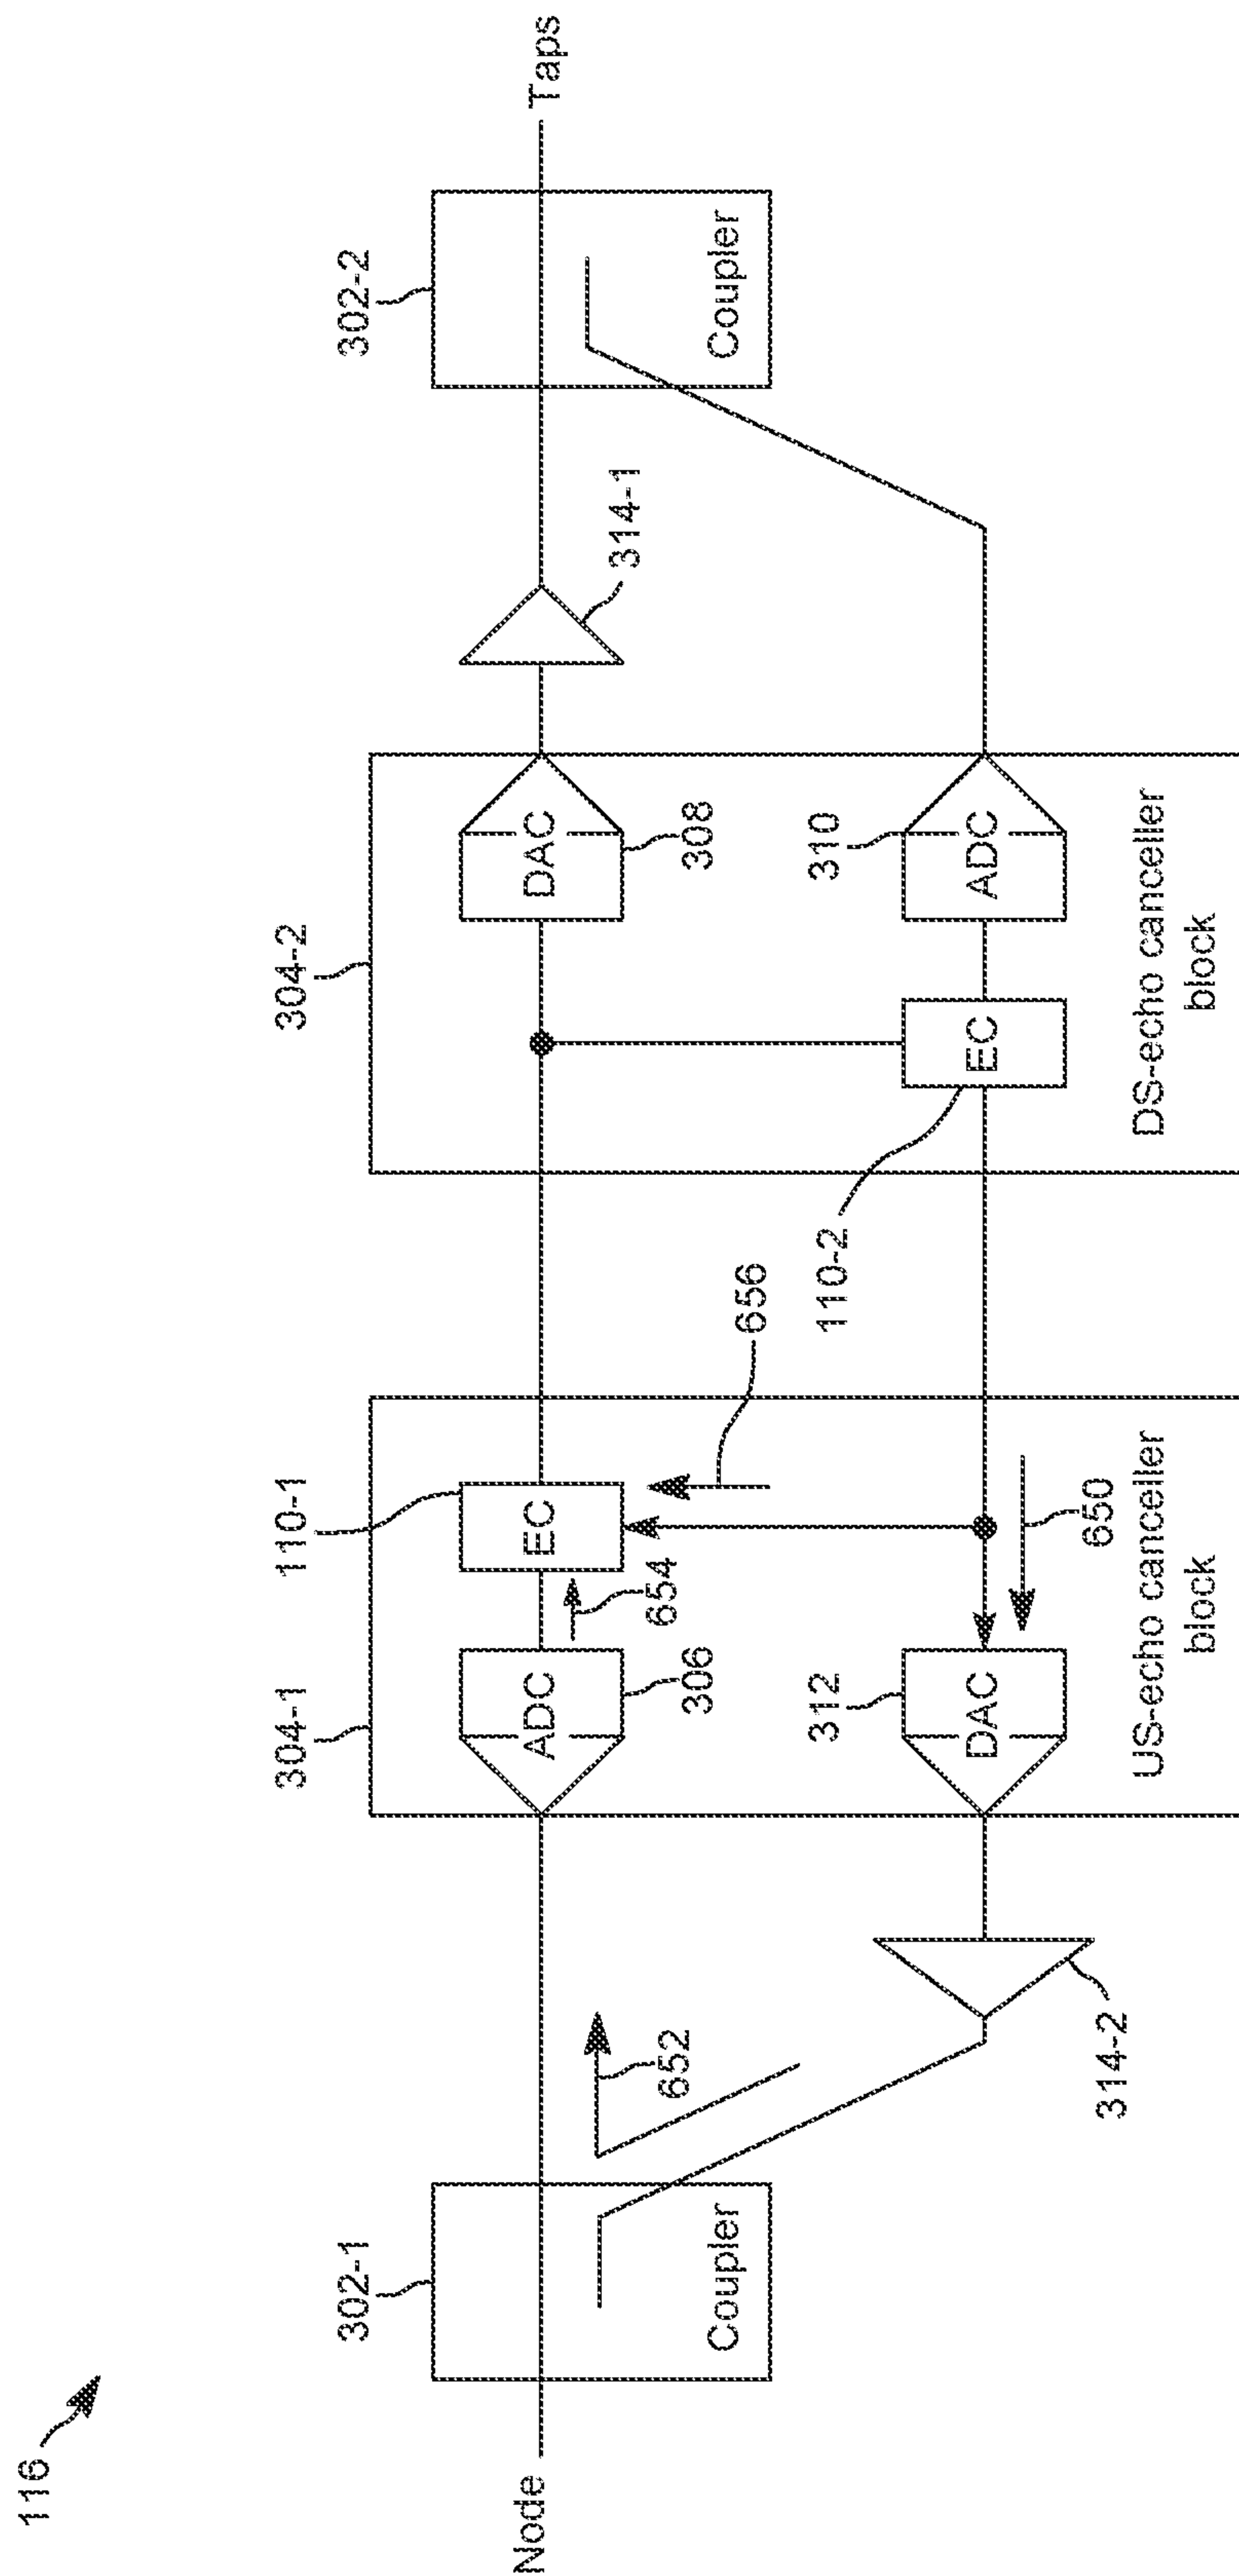 116
Node
302-1
Coupler
652
314-2
304-1
ADC
306
654
EC
110-1
656
DAC
312
650
US-echo canceller
block
304-2
DAC
308
EC
110-2
ADC
310
DS-echo canceller
block
314-1
302-2
Coupler
Taps